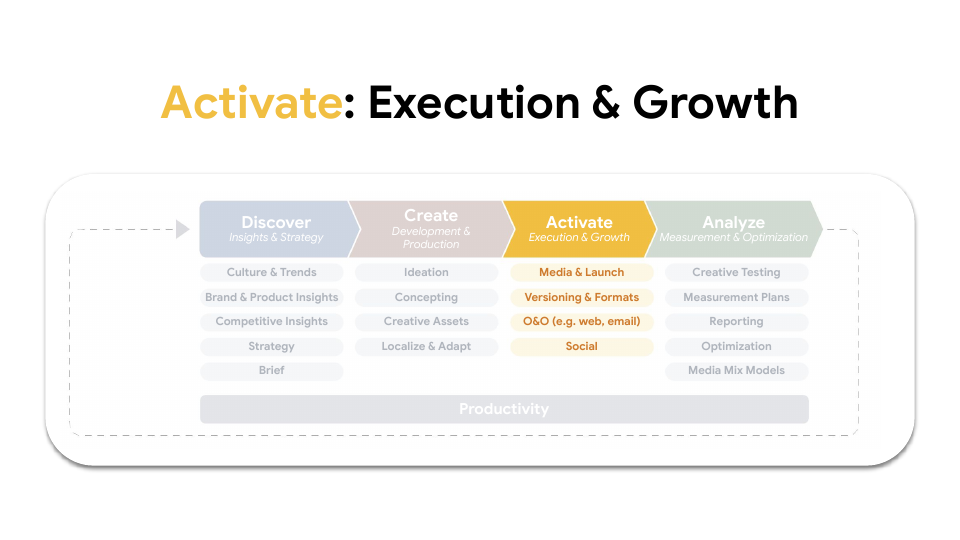 Activate: Execution & Growth
Discover
Insights & Strategy
Culture & Trends
Brand & Product Insights
Competitive Insights
Strategy
Brief
Create
Development &
Production
Ideation
Concepting
Creative Assets
Localize & Adapt
Activate
Execution & Growth
Media & Launch
Versioning & Formats
O&O (e.g. web, email)
Social
Analyze
Measurement & Optimization
Creative Testing
Measurement Plans
Reporting
Optimization
Media Mix Models
Productivity